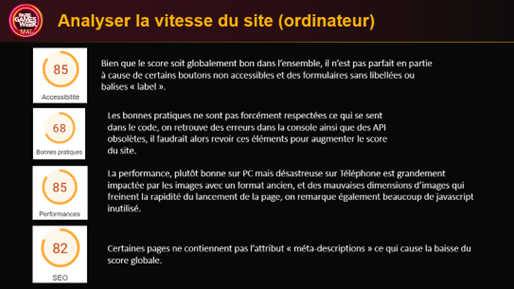 PARIS
GAMES
WEEK
Analyser la vitesse du site (ordinateur)
85
Accessibilité
Bien que le score soit globalement bon dans l'ensemble, il n'est pas parfait en partie
à cause de certains boutons non accessibles et des formulaires sans libellées ou
balises « label ».
68
Bonnes pratiques
Les bonnes pratiques ne sont pas forcément respectées ce qui se sent
dans le code, on retrouve des erreurs dans la console ainsi que des API
obsolètes, il faudrait alors revoir ces éléments pour augmenter le score
du site.
85
Performances
La performance, plutôt bonne sur PC mais désastreuse sur Téléphone est grandement
impactée par les images avec un format ancien, et des mauvaises dimensions d'images qui
freinent la rapidité du lancement de la page, on remarque également beaucoup de javascript
inutilisé.
82
SEO
Certaines pages ne contiennent pas l'attribut « méta-descriptions » ce qui cause la baisse du
score globale.